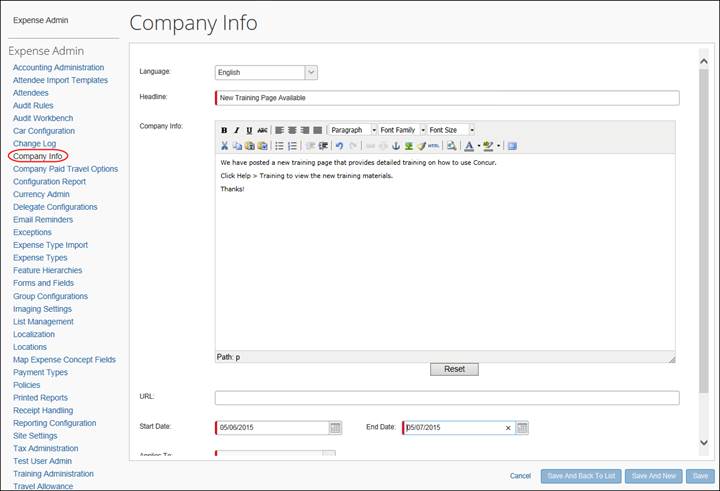 Expense Admin
Company Info
Expense Admin
Accounting Administration
Attendee Import Templates
Attendees
Audit Rules
Audit Workbench
Car Configuration
Change Log
Company Info
Company Paid Travel Options
Configuration Report
Currency Admin
Delegate Configurations
Email Reminders
Exceptions
Expense Type Import
Expense Types
Feature Hierarchies
Forms and Fields
Group Configurations
Imaging Settings
List Management
Localization
Locations
Map Expense Concept Fields
Payment Types
Policies
Printed Reports
Receipt Handling
Reporting Configuration
Site Settings
Tax Administration
Test User Admin
Training Administration
Travel Allowance
Language: English
Headline: New Training Page Available
Company Info:
B I U ABC Paragraph Font Family Font Size
HTML A
We have posted a new training page that provides detailed training on how to use Concur.
Click Help > Training to view the new training materials.
Thanks!
Path: p
Reset
URL:
Start Date: 05/06/2015 End Date: 05/07/2015
Applies To:
Cancel Save And Back To List Save And New Save